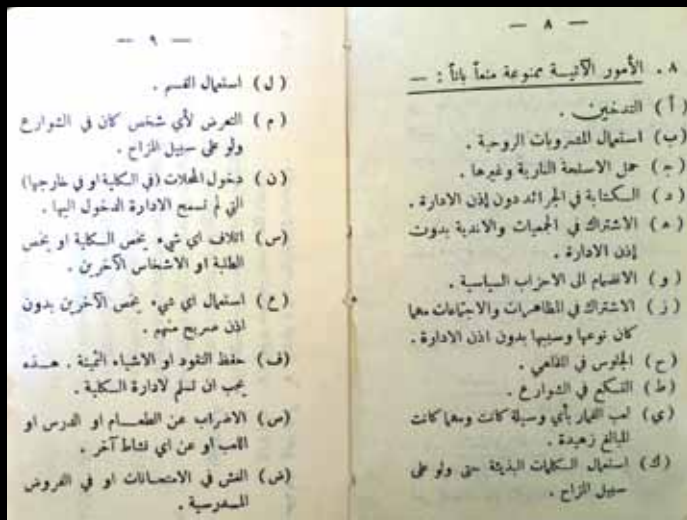 — ٨ —
٨ . الأمور الآتيـة ممنوعة منعاً باتاً : —
( أ ) التدخين .
(ب) استعمال المشروبات الروحية .
( ج ) حمل الاسلحة النارية وغيرها .
( د ) الكتابة في الجرائد دون إذن الادارة .
( ه ) الاشتراك في الجمعيات والاندية بدون
إذن الادارة .
( و ) الانضمام الى الاحزاب السياسية .
( ز ) الاشتراك في المظاهرات والاجتماعات مهما
كان نوعها وسببها بدون اذن الادارة .
( ح ) الجلوس في المقاهي .
( ط ) التسكع في الشوارع .
( ي ) لعب القمار بأي وسيلة كانت ومهما كانت
المبالغ زهيدة .
( ك ) استعمال الكلمات البذيئة حتى ولو على
سبيل المزاح .
— ٩ —
( ل ) استعمال القسم .
( م ) التعرض لأي شخص كان في الشوارع
ولو على سبيل المزاح .
( ن ) دخول المحلات (في الكلية او في خارجها)
التي لم تسمح الادارة الدخول اليها .
(س) اتلاف اي شيء يخص الكلية او يخص
الطلبة او الاشخاص الآخرين .
( ع ) استعمال اي شيء يخص الآخرين بدون
اذن صريح منهم .
(ف) حفظ النقود او الاشياء الثمينة . هــذه
يجب ان تسلم لادارة الكلية .
(ص) الاضراب عن الطعــام او الدرس او
اللعب او عن اي نشاط آخر .
(ض) الغش في الامتحـانات او في الفروض
المــدرسية .